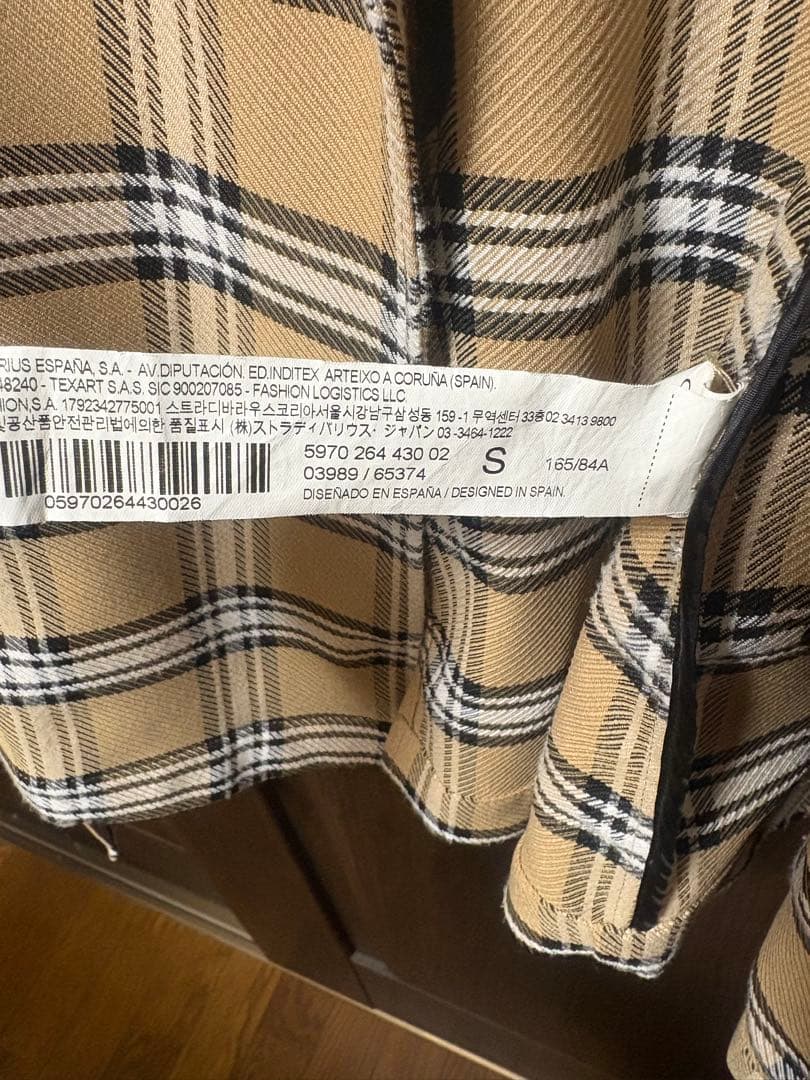 RIUS ESPAÑA, S.A. - AV.DIPUTACIÓN. ED.INDITEX ARTEIXO A CORUÑA (SPAIN).
48240 - TEXART S.A.S. SIC 900207085 - FASHION LOGISTICS LLC.
HION,S.A. 1792342775001 스트라디바라우스코리아서울시강남구삼성동 159-1 무역센터 33층02 3413 9800
및공산품안전관리법에의한 품질표시 (株)ストラディバリウス・ジャパン 03-3464-1222
5970 264 430 02
S
165/84A
03989 / 65374
05970264430026
DISEÑADO EN ESPAÑA / DESIGNED IN SPAIN.